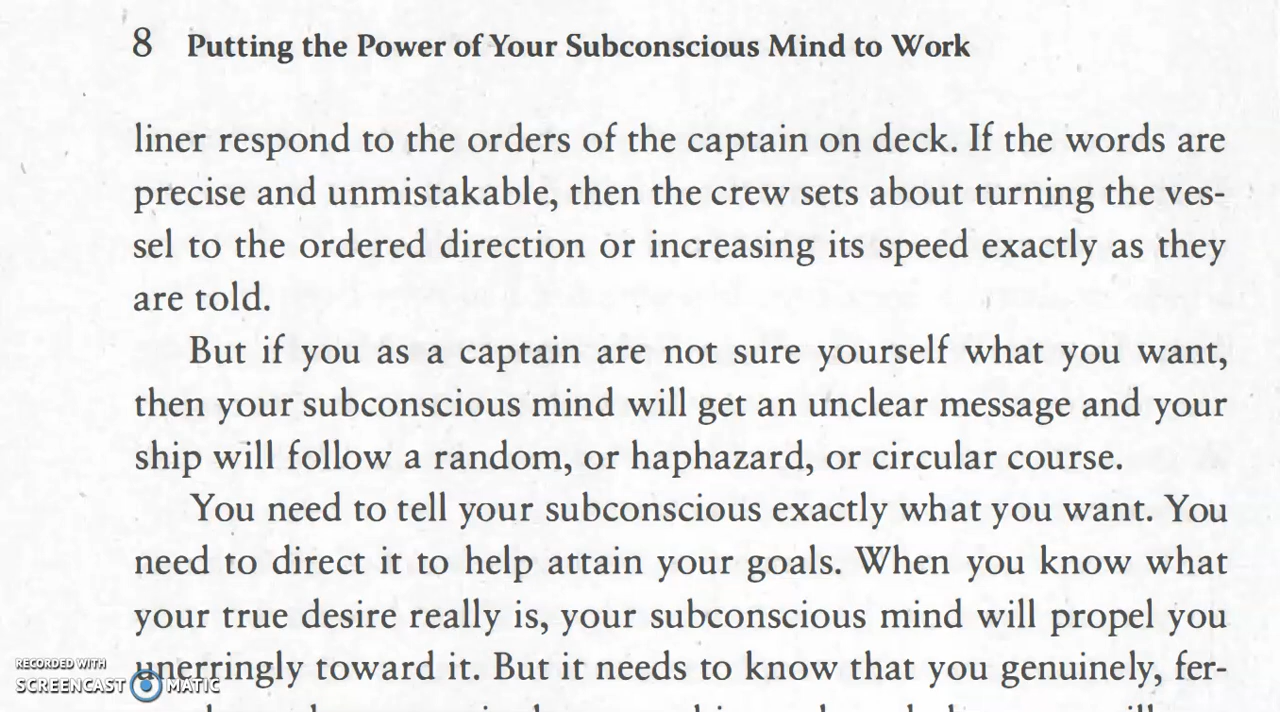 8 Putting the Power of Your Subconscious Mind to Work
liner respond to the orders of the captain on deck. If the words are
precise and unmistakable, then the crew sets about turning the ves-
sel to the ordered direction or increasing its speed exactly as they
are told.
But if you as a captain are not sure yourself what you want,
then your subconscious mind will get an unclear message and your
ship will follow a random, or haphazard, or circular course.
You need to tell your subconscious exactly what you want. You
need to direct it to help attain your goals. When you know what
your true desire really is, your subconscious mind will propel you
unerringly toward it. But it needs to know that you genuinely, fer-
RECORDED WITH
SCREENCAST MATIC